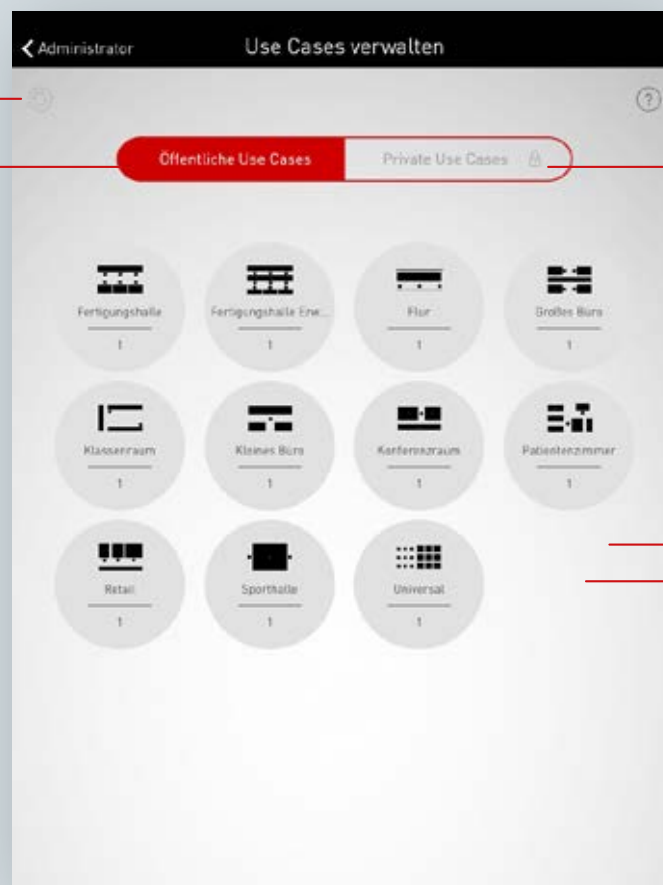 Administrator
Use Cases verwalten
?
Öffentliche Use Cases
Private Use Cases
Fertigungshalle
1
Fertigungshalle Erw...
1
Flur
1
Großes Büro
1
Klassenraum
1
Kleines Büro
1
Konferenzraum
1
Patientenzimmer
1
Retail
1
Sporthalle
1
Universal
1